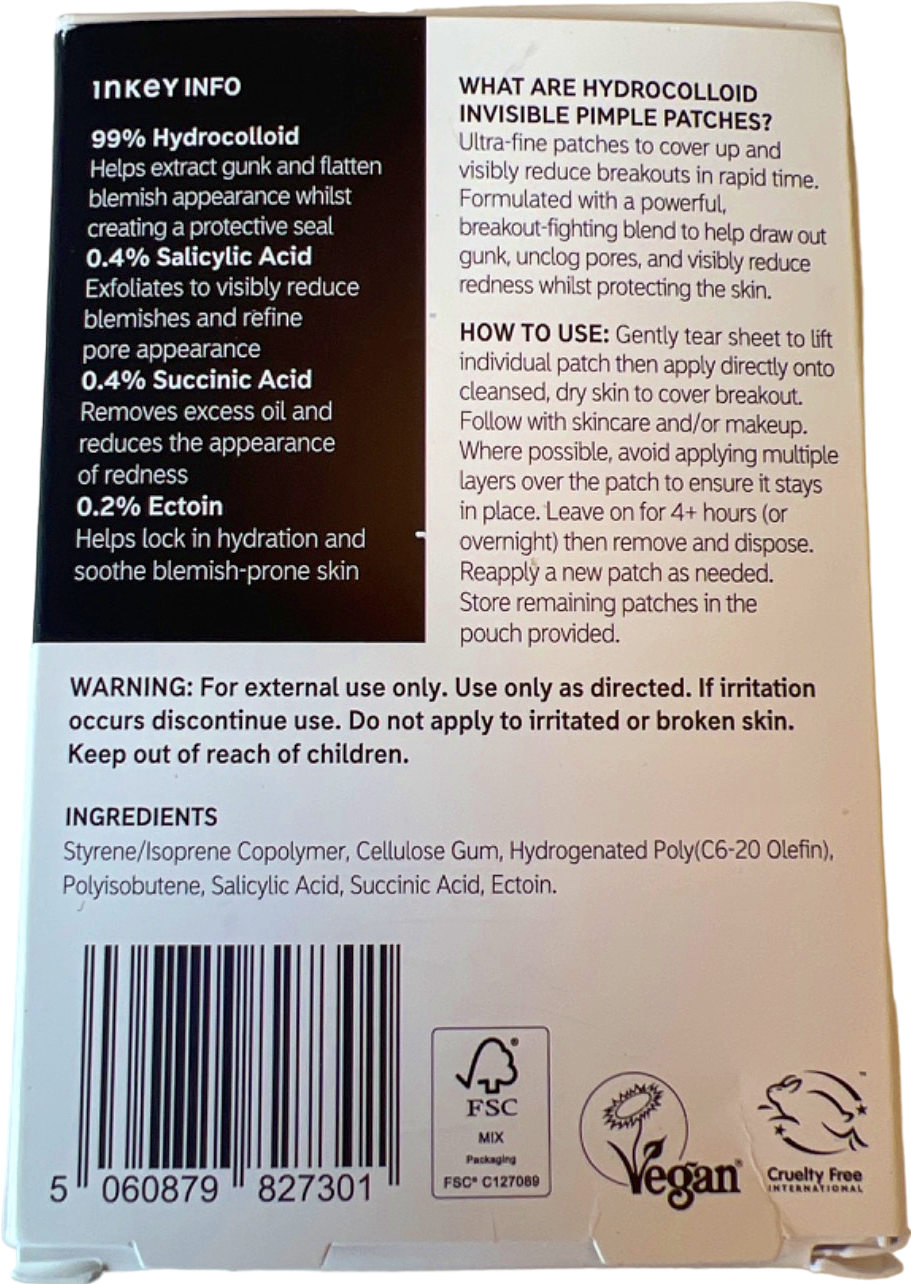 INKEY INFO
99% Hydrocolloid
Helps extract gunk and flatten
blemish appearance whilst
creating a protective seal
0.4% Salicylic Acid
Exfoliates to visibly reduce
blemishes and refine
pore appearance
0.4% Succinic Acid
Removes excess oil and
reduces the appearance
of redness
0.2% Ectoin
Helps lock in hydration and
soothe blemish-prone skin
WHAT ARE HYDROCOLLOID
INVISIBLE PIMPLE PATCHES?
Ultra-fine patches to cover up and
visibly reduce breakouts in rapid time.
Formulated with a powerful,
breakout-fighting blend to help draw out
gunk, unclog pores, and visibly reduce
redness whilst protecting the skin.
HOW TO USE: Gently tear sheet to lift
individual patch then apply directly onto
cleansed, dry skin to cover breakout.
Follow with skincare and/or makeup.
Where possible, avoid applying multiple
layers over the patch to ensure it stays
in place. Leave on for 4+ hours (or
overnight) then remove and dispose.
Reapply a new patch as needed.
Store remaining patches in the
pouch provided.
WARNING: For external use only. Use only as directed. If irritation
occurs discontinue use. Do not apply to irritated or broken skin.
Keep out of reach of children.
INGREDIENTS
Styrene/Isoprene Copolymer, Cellulose Gum, Hydrogenated Poly(C6-20 Olefin),
Polyisobutene, Salicylic Acid, Succinic Acid, Ectoin.
5 060879 827301
®
FSC
MIX
Packaging
FSC® C127089
Vegan®
™
Cruelty Free
INTERNATIONAL